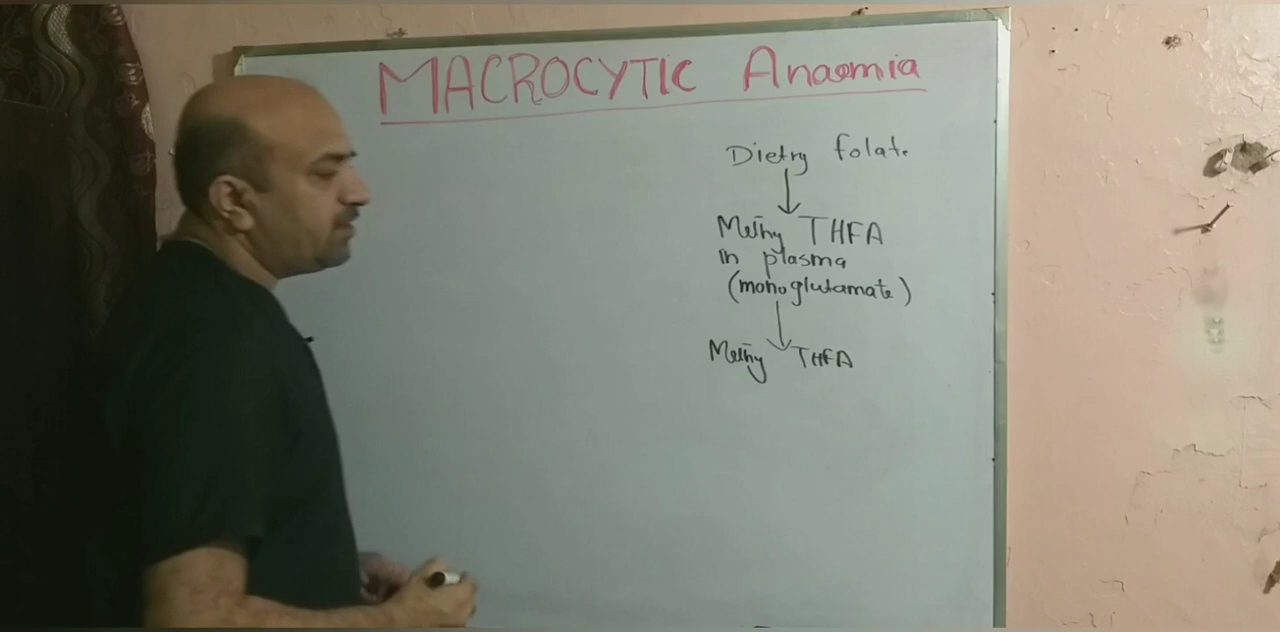 MACROCYTIC Anaemia
Dietry folate
Methy THFA
in plasma
(monoglutamate)
Methy THFA